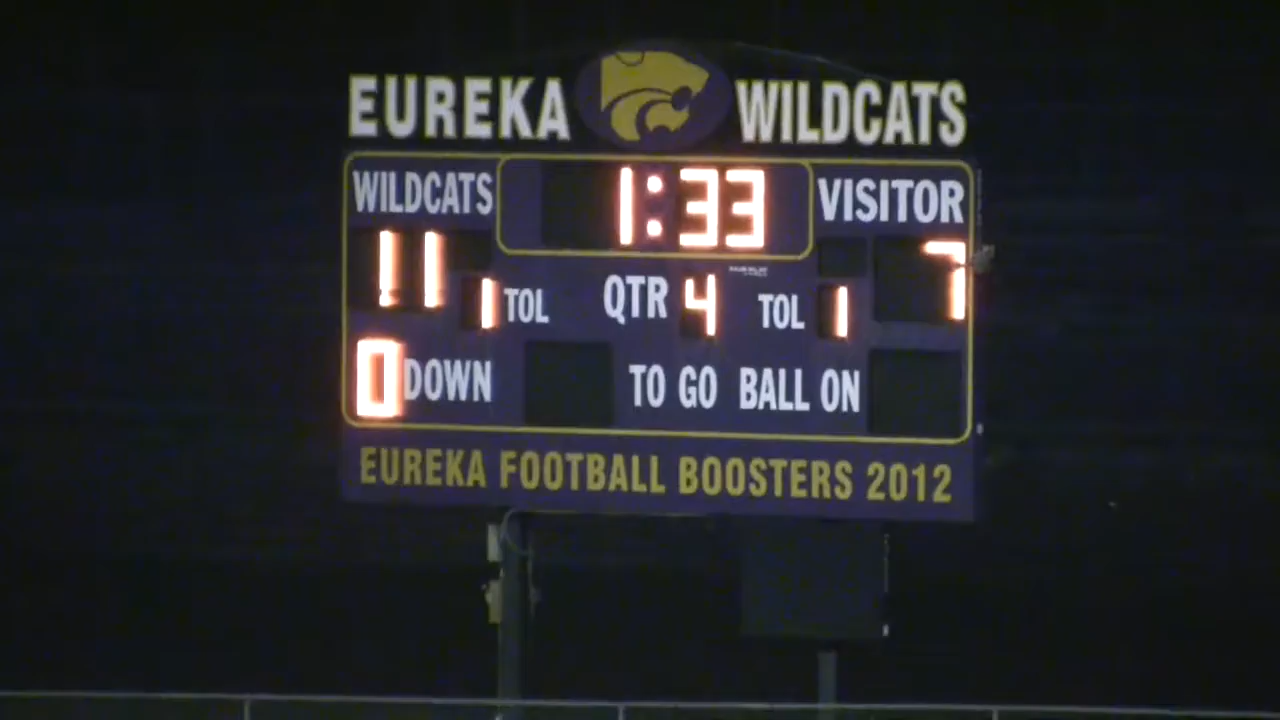 EUREKA WILDCATS
WILDCATS 1:33 VISITOR
11 1 TOL QTR 4 TOL 1 7
0 DOWN TO GO BALL ON
EUREKA FOOTBALL BOOSTERS 2012